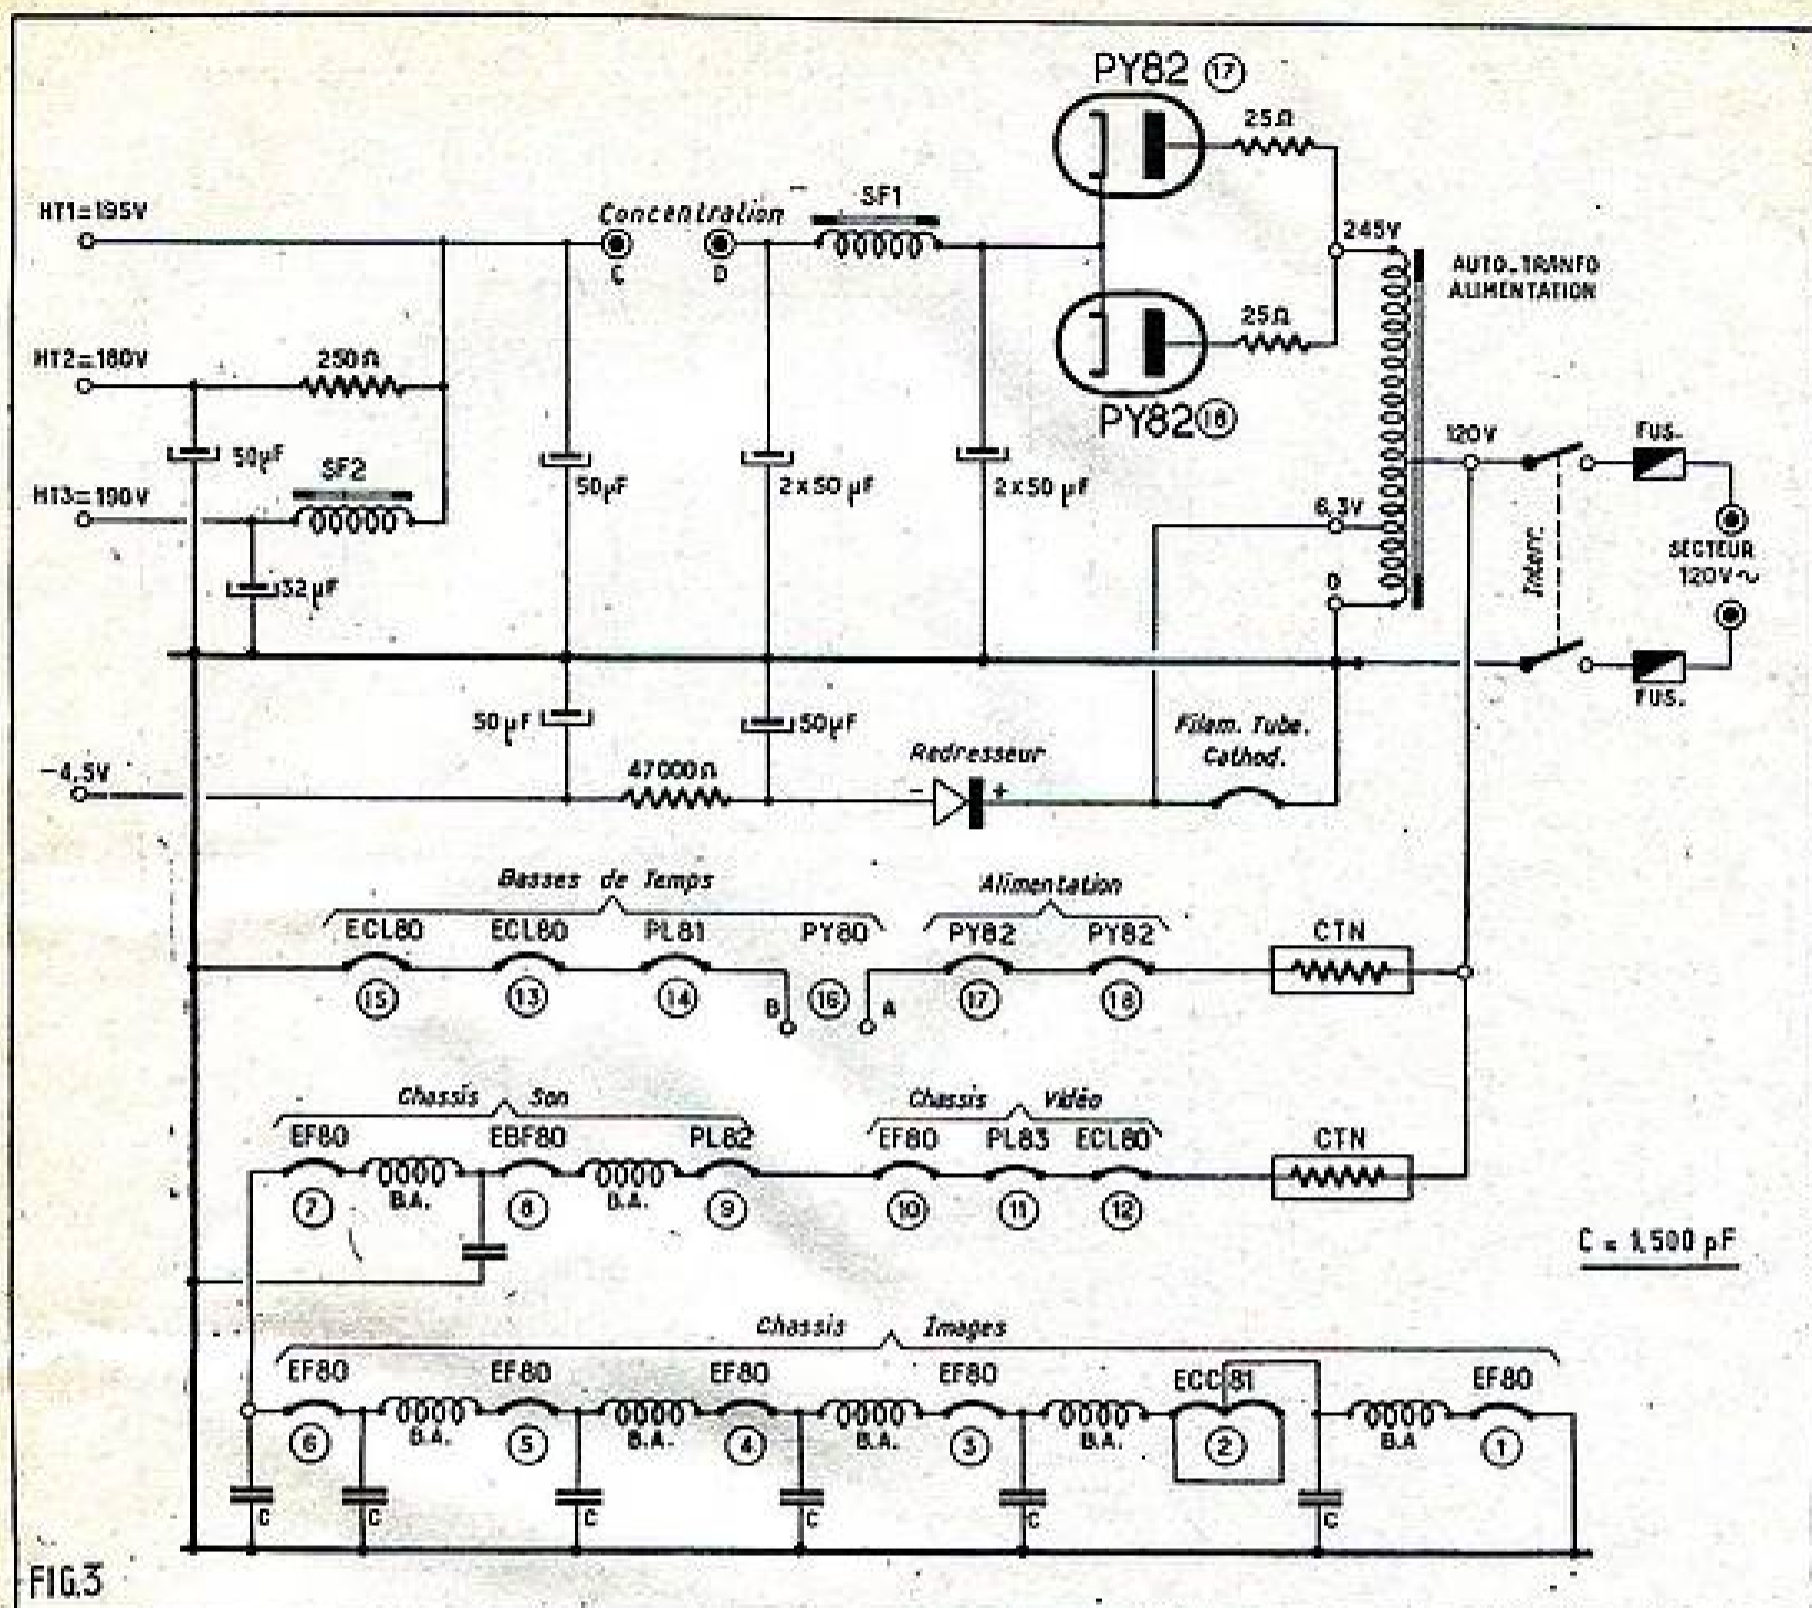 PY82 17
25Ω
SF1
HT1=195V
Concentration
C
D
245V
AUTO.TRANFO
ALIMENTATION
25Ω
HT2=180V
250Ω
PY82 18
120V
FUS.
50μF
SF2
50μF
2x50 μF
2x50 μF
HT3=190V
6,3V
Interr.
SECTEUR
120V~
32μF
0
FUS.
50μF
50μF
Filam. Tube.
Cathod.
Redresseur
-4,5V
47000Ω
- +
Basses de Temps
Alimentation
ECL80 ECL80 PL81 PY80 PY82 PY82 CTN
15 13 14 B 16 A 17 18
Chassis Son
Chassis Vidéo
EF80 EBF80 PL82 EF80 PL83 ECL80 CTN
B.A. B.A.
7 8 9 10 11 12
C = 1,500 pF
Chassis Images
EF80 EF80 EF80 EF80 ECC81 EF80
B.A. B.A. B.A. B.A. B.A
6 5 4 3 2 1
C C C C C C
FIG.3